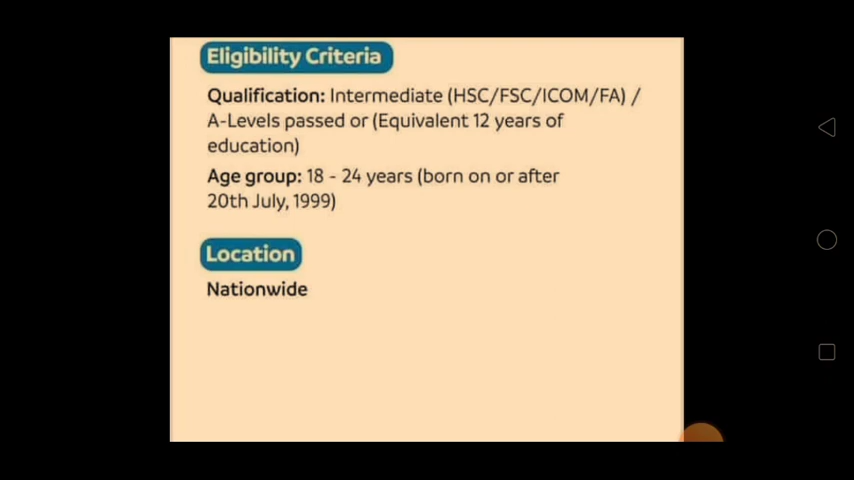 Eligibility Criteria
Qualification: Intermediate (HSC/FSC/ICOM/FA) /
A-Levels passed or (Equivalent 12 years of
education)
Age group: 18 - 24 years (born on or after
20th July, 1999)
Location
Nationwide